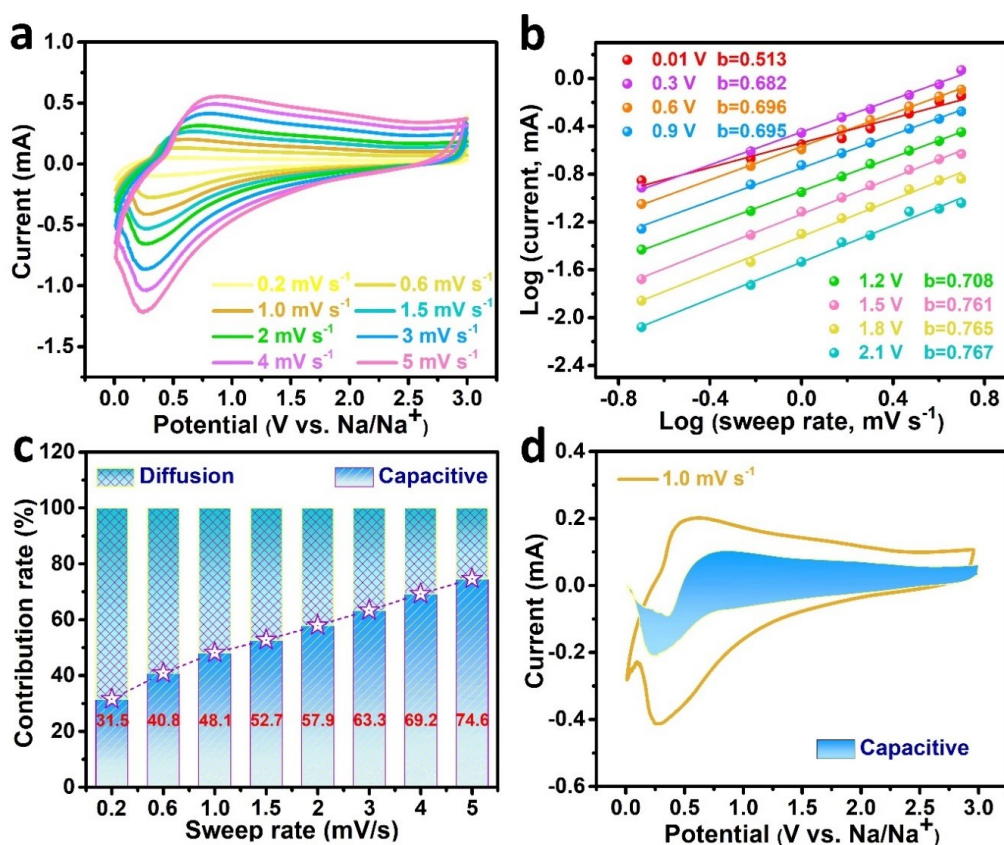 a
1.0
0.5
0.0
-0.5
-1.0
-1.5
Current (mA)
0.2 mV s⁻¹ 0.6 mV s⁻¹
1.0 mV s⁻¹ 1.5 mV s⁻¹
2 mV s⁻¹ 3 mV s⁻¹
4 mV s⁻¹ 5 mV s⁻¹
0.0 0.5 1.0 1.5 2.0 2.5 3.0
Potential (V vs. Na/Na⁺)
b
0.0
-0.4
-0.8
-1.2
-1.6
-2.0
-2.4
Log (current, mA)
0.01 V b=0.513
0.3 V b=0.682
0.6 V b=0.696
0.9 V b=0.695
1.2 V b=0.708
1.5 V b=0.761
1.8 V b=0.765
2.1 V b=0.767
-0.8 -0.4 0.0 0.4 0.8
Log (sweep rate, mV s⁻¹)
c
120
100
80
60
40
20
0
Contribution rate (%)
Diffusion Capacitive
31.5 40.8 48.1 52.7 57.9 63.3 69.2 74.6
0.2 0.6 1.0 1.5 2 3 4 5
Sweep rate (mV/s)
d
0.4
0.2
0.0
-0.2
-0.4
-0.6
Current (mA)
1.0 mV s⁻¹
Capacitive
0.0 0.5 1.0 1.5 2.0 2.5 3.0
Potential (V vs. Na/Na⁺)